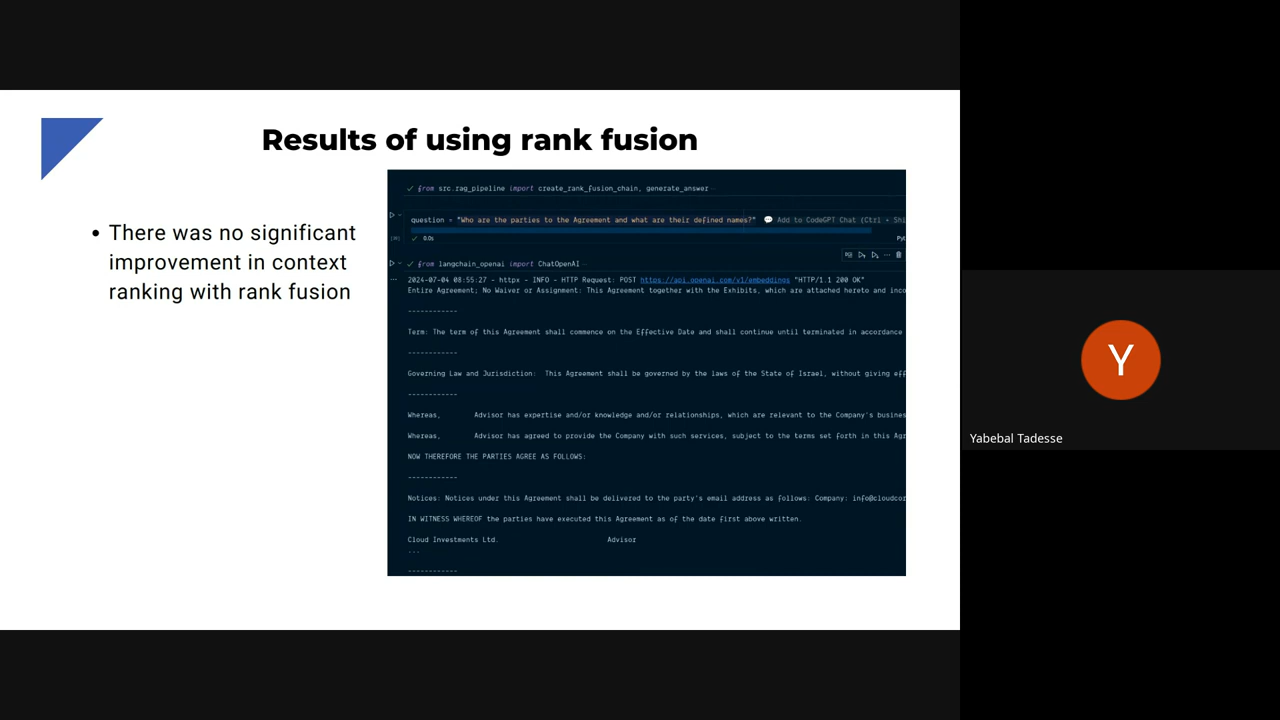 Results of using rank fusion
There was no significant
improvement in context
ranking with rank fusion
from src.rag_pipeline import create_rank_fusion_chain, generate_answer
question = "Who are the parties to the Agreement and what are their defined names?" Add to CodeGPT Chat (Ctrl + Shi
0.0s
from langchain_openai import ChatOpenAI
2024-07-04 08:55:27 - httpx - INFO - HTTP Request: POST https://api.openai.com/v1/embeddings "HTTP/1.1 200 OK"
Entire Agreement; No Waiver or Assignment: This Agreement together with the Exhibits, which are attached hereto and inco
------------
Term: The term of this Agreement shall commence on the Effective Date and shall continue until terminated in accordance
------------
Governing Law and Jurisdiction: This Agreement shall be governed by the laws of the State of Israel, without giving eff
------------
Whereas, Advisor has expertise and/or knowledge and/or relationships, which are relevant to the Company's busines
Whereas, Advisor has agreed to provide the Company with such services, subject to the terms set forth in this Agr
NOW THEREFORE THE PARTIES AGREE AS FOLLOWS:
------------
Notices: Notices under this Agreement shall be delivered to the party's email address as follows: Company: info@cloudcor
IN WITNESS WHEREOF the parties have executed this Agreement as of the date first above written.
Cloud Investments Ltd. Advisor
...
------------
Y
Yabebal Tadesse